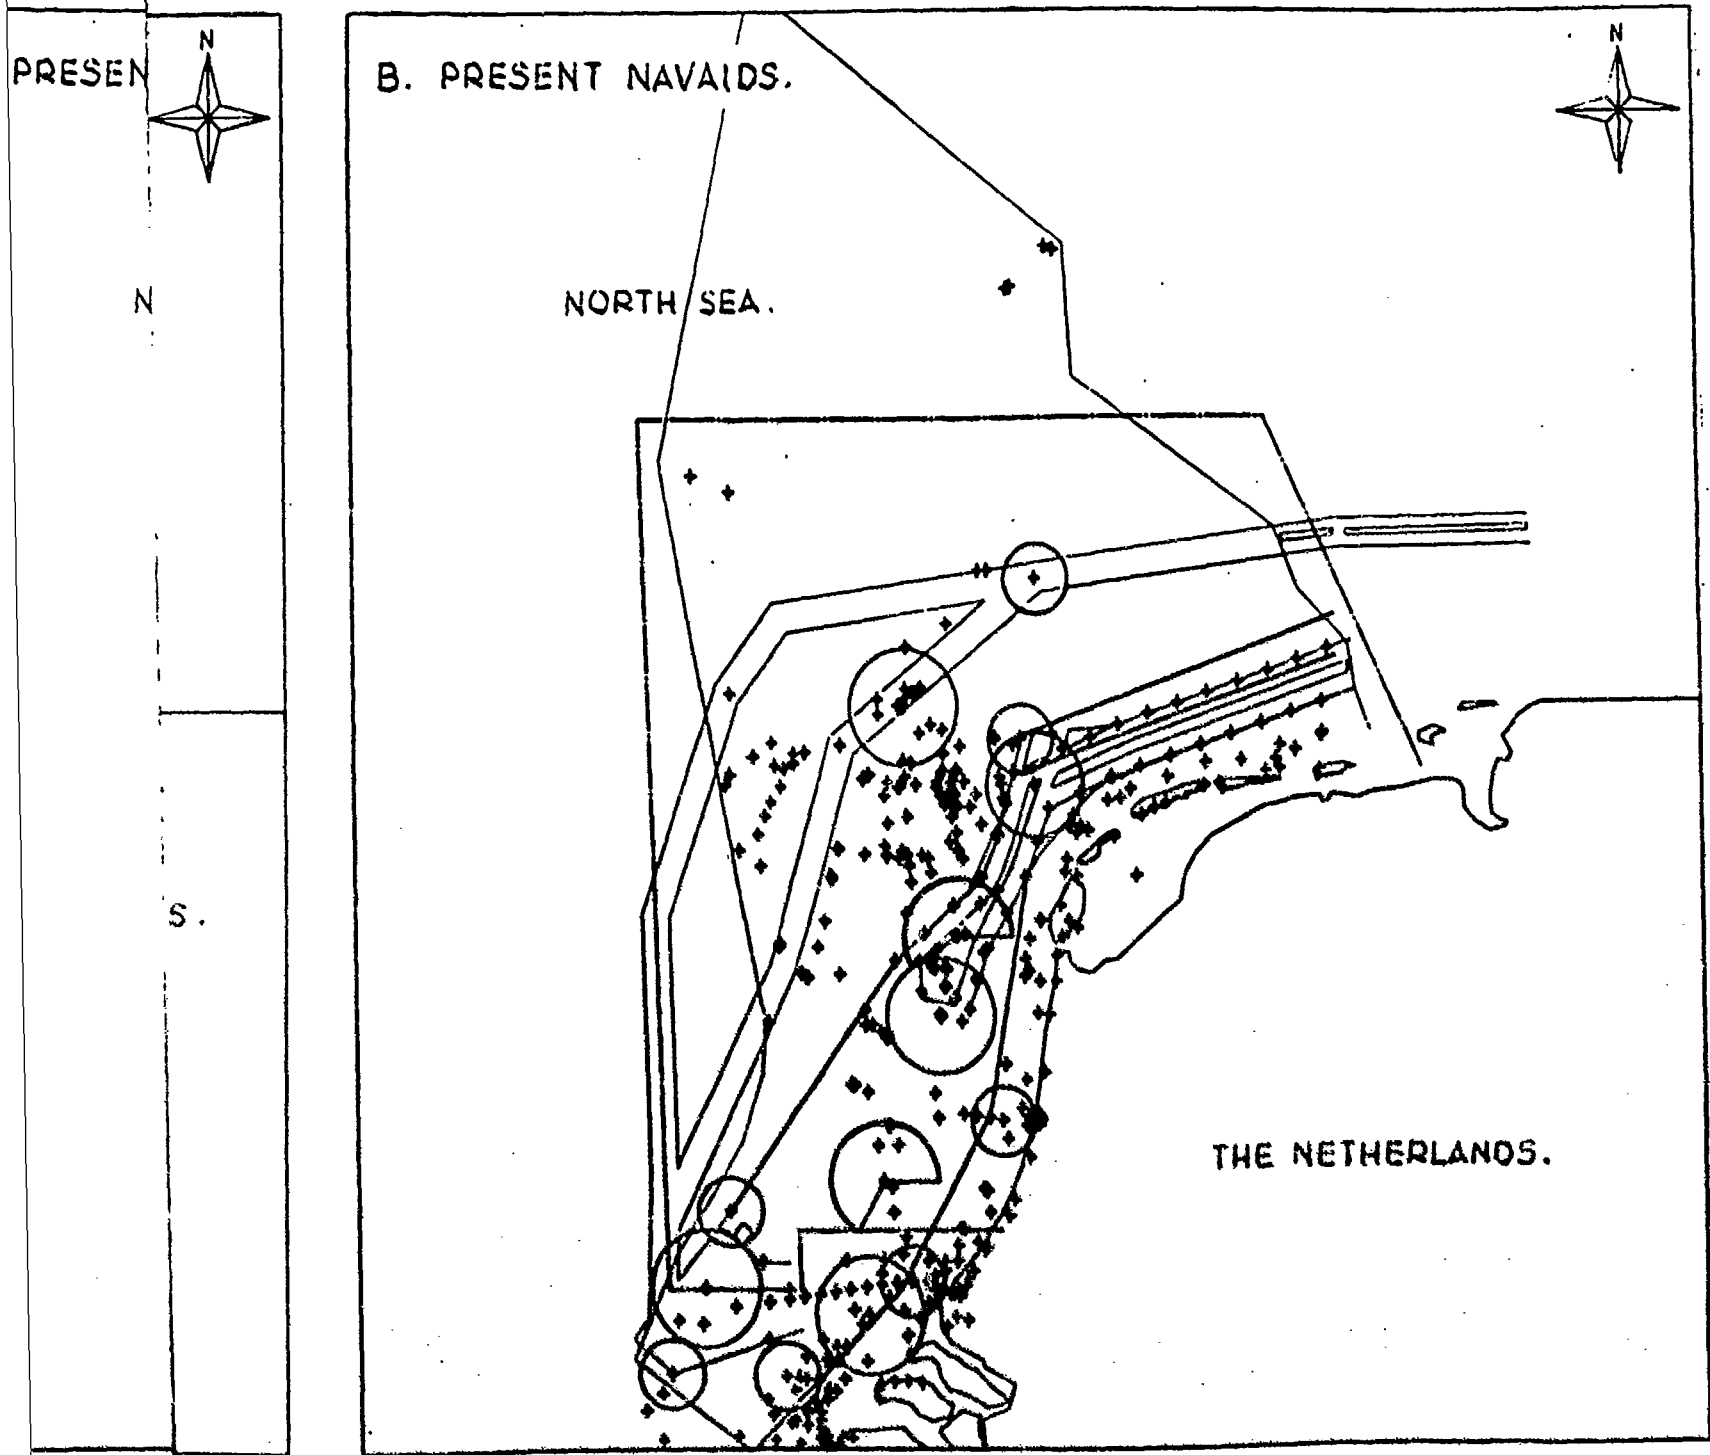 PRESEN
N
N
S.
B. PRESENT NAVAIDS.
N
NORTH SEA.
THE NETHERLANDS.